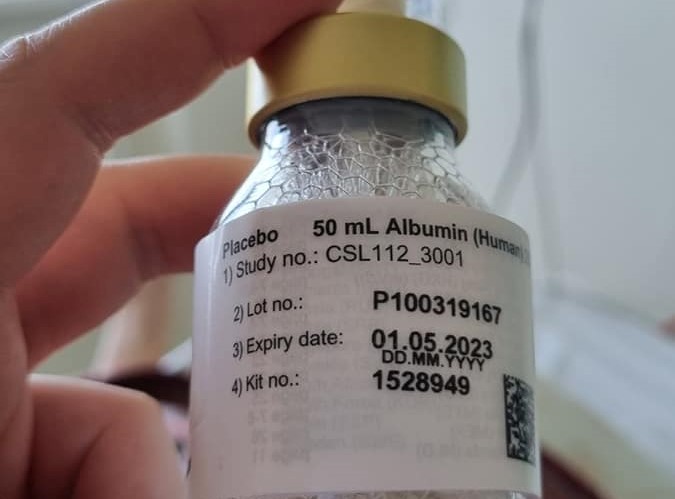 Placebo 50 mL Albumin (Human)
1) Study no.: CSL112_3001
2) Lot no.: P100319167
3) Expiry date: 01.05.2023
DD.MM.YYYY
4) Kit no.: 1528949